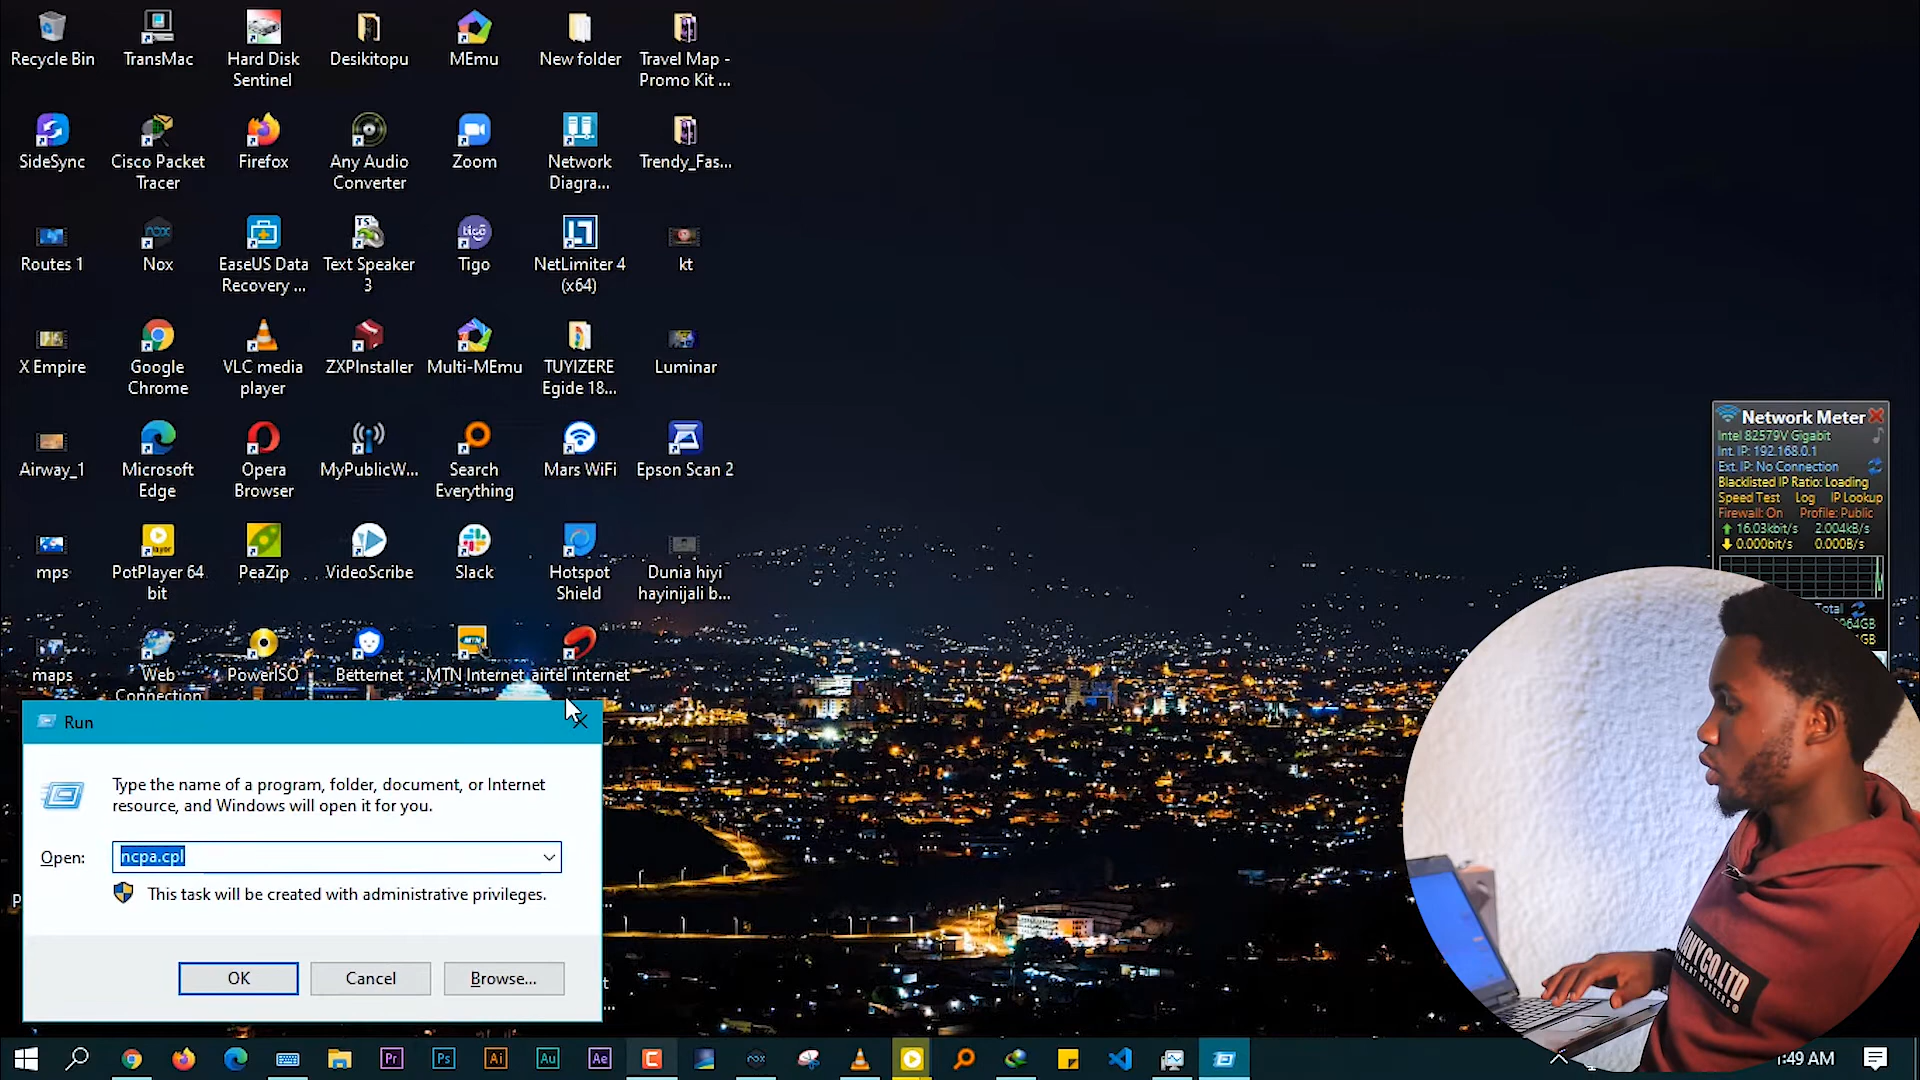 Recycle Bin
TransMac
Hard Disk
Sentinel
Desikitopu
MEmu
New folder
Travel Map -
Promo Kit ...
SideSync
Cisco Packet
Tracer
Firefox
Any Audio
Converter
Zoom
Network
Diagra...
Trendy_Fas...
Routes 1
Nox
EaseUS Data
Recovery ...
Text Speaker
3
Tigo
NetLimiter 4
(x64)
kt
X Empire
Google
Chrome
VLC media
player
ZXPInstaller
Multi-MEmu
TUYIZERE
Egide 18...
Luminar
Airway_1
Microsoft
Edge
Opera
Browser
MyPublicW...
Search
Everything
Mars WiFi
Epson Scan 2
mps
PotPlayer 64
bit
PeaZip
VideoScribe
Slack
Hotspot
Shield
Dunia hiyi
hayinijali b...
maps
Web
Connection
PowerISO
Betternet
MTN Internet
airtel internet
Network Meter
Intel 82579V Gigabit
Int. IP: 192.168.0.1
Ext. IP: No Connection
Blacklisted IP Ratio: Loading
Speed Test Log IP Lookup
Firewall: On Profile: Public
16.03kbit/s 2.004kB/s
0.000bit/s 0.000B/s
Total
Run
Type the name of a program, folder, document, or Internet
resource, and Windows will open it for you.
Open:
ncpa.cpl
This task will be created with administrative privileges.
OK
Cancel
Browse...
Pr
Ps
Ai
Au
Ae
1:49 AM